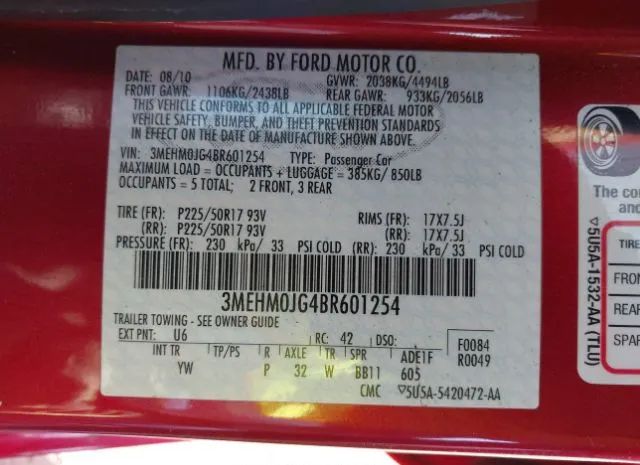 MFD. BY FORD MOTOR CO.
DATE: 08/10 GVWR: 2038KG/4494LB
FRONT GAWR: 1106KG/2438LB REAR GAWR: 933KG/2056LB
THIS VEHICLE CONFORMS TO ALL APPLICABLE FEDERAL MOTOR
VEHICLE SAFETY, BUMPER, AND THEFT PREVENTION STANDARDS
IN EFFECT ON THE DATE OF MANUFACTURE SHOWN ABOVE.
VIN: 3MEHM0JG4BR601254 TYPE: Passenger Car
MAXIMUM LOAD = OCCUPANTS + LUGGAGE = 385KG/850LB
OCCUPANTS = 5 TOTAL; 2 FRONT, 3 REAR
TIRE (FR): P225/50R17 93V RIMS (FR): 17X7.5J
(RR): P225/50R17 93V (RR): 17X7.5J
PRESSURE (FR): 230 kPa/ 33 PSI COLD (RR): 230 kPa/ 33 PSI COLD
3MEHM0JG4BR601254
TRAILER TOWING - SEE OWNER GUIDE
EXT PNT: U6 RC: 42 DSO: F0084
INT TR TP/PS R AXLE TR SPR ADE1F R0049
YW P 32 W BB11 605
CMC ▽5U5A-5420472-AA
The co
and
▽5U5A-1532-AA (TLU)
TIRE
FRON
REAR
SPAR